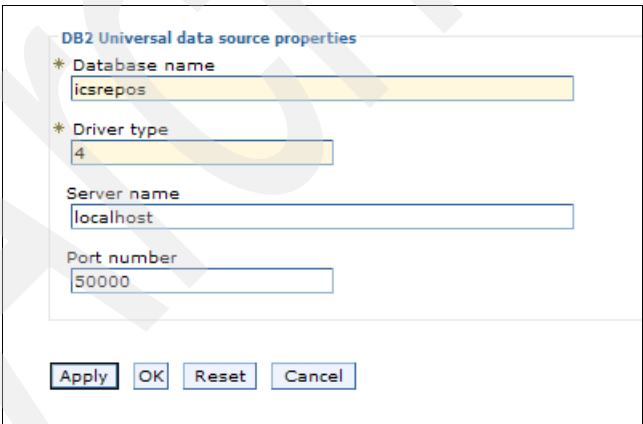 DB2 Universal data source properties
* Database name
icsrepos
* Driver type
4
Server name
localhost
Port number
50000
Apply OK Reset Cancel